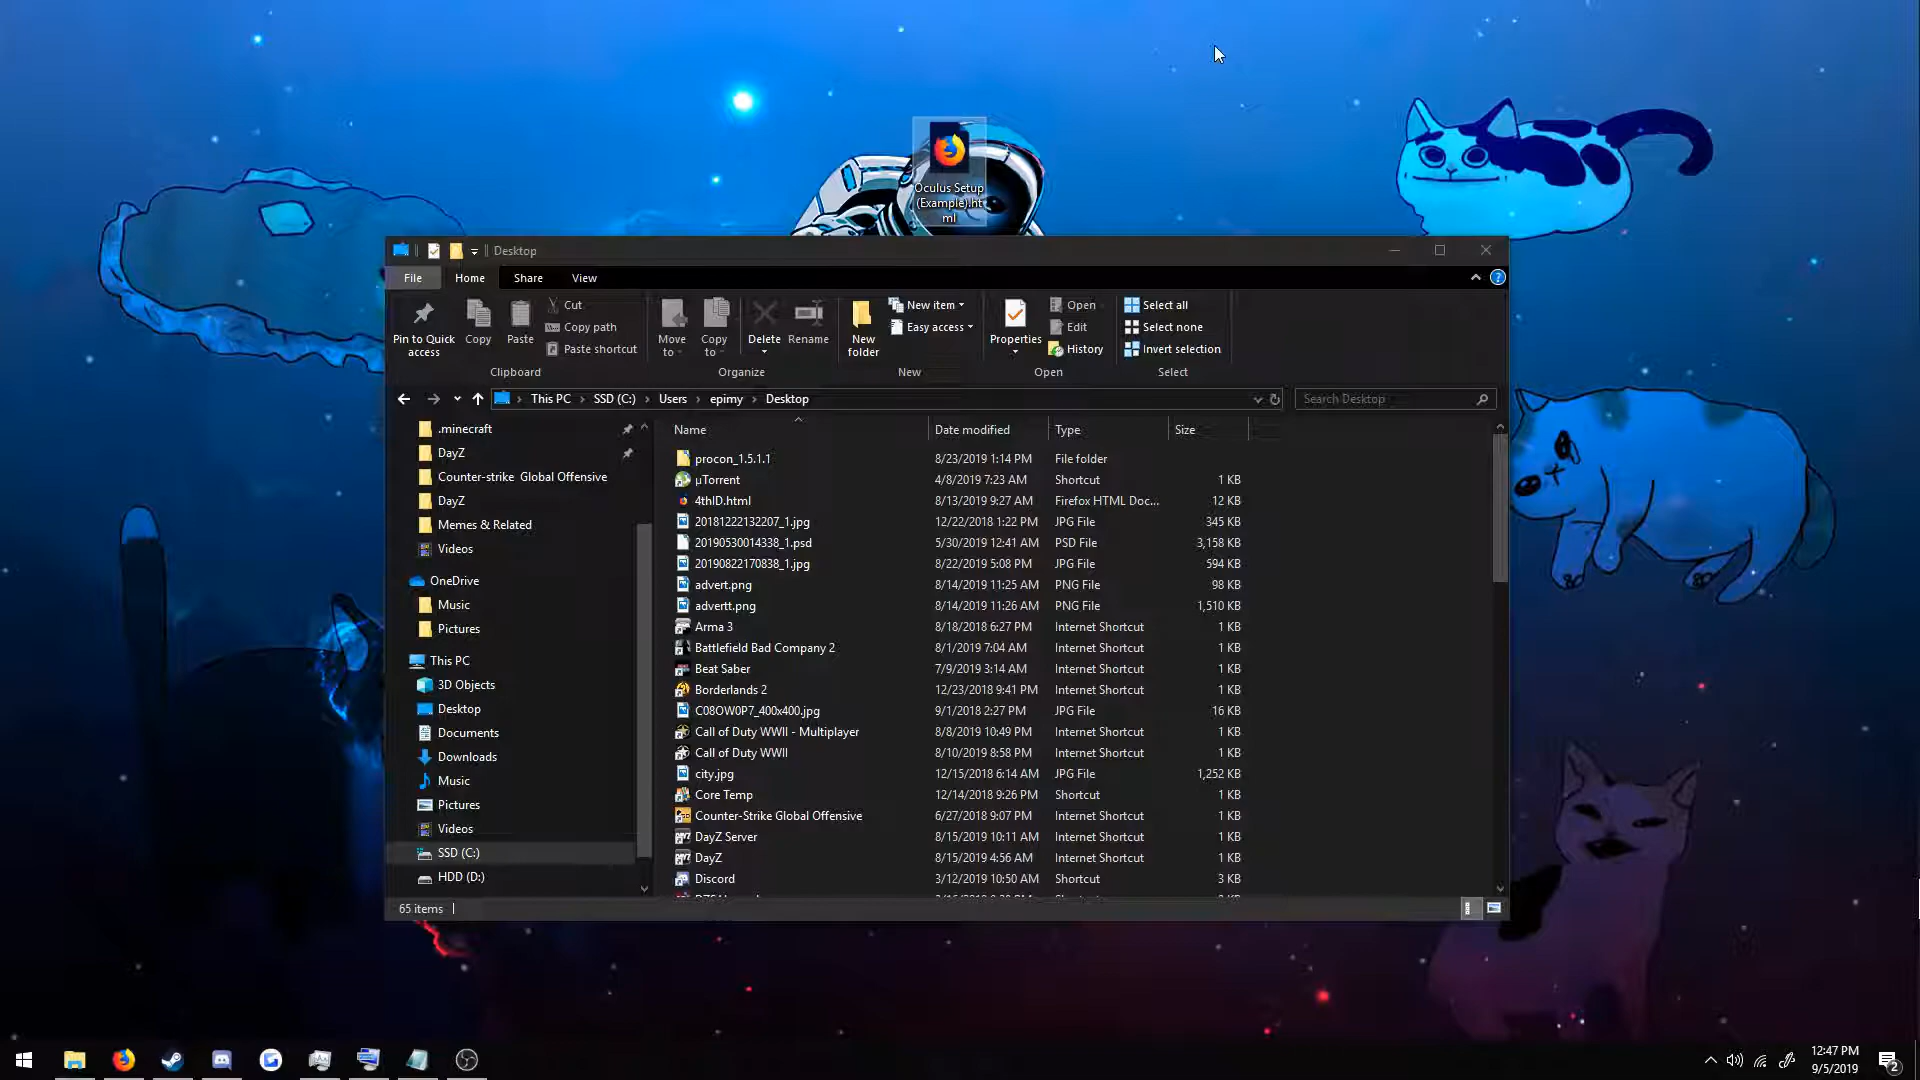 Oculus Setup
(Example).ht
ml
Desktop
File
Home
Share
View
Pin to Quick
access
Copy
Paste
Cut
Copy path
Paste shortcut
Clipboard
Move
to
Copy
to
Delete
Rename
Organize
New
folder
New item
Easy access
New
Properties
Open
Edit
History
Open
Select all
Select none
Invert selection
Select
This PC
SSD (C:)
Users
epimy
Desktop
Search Desktop
.minecraft
DayZ
Counter-strike Global Offensive
DayZ
Memes & Related
Videos
OneDrive
Music
Pictures
This PC
3D Objects
Desktop
Documents
Downloads
Music
Pictures
Videos
SSD (C:)
HDD (D:)
Name Date modified Type Size
procon_1.5.1.1 8/23/2019 1:14 PM File folder
µTorrent 4/8/2019 7:23 AM Shortcut 1 KB
4thID.html 8/13/2019 9:27 AM Firefox HTML Doc... 12 KB
20181222132207_1.jpg 12/22/2018 1:22 PM JPG File 345 KB
20190530014338_1.psd 5/30/2019 12:41 AM PSD File 3,158 KB
20190822170838_1.jpg 8/22/2019 5:08 PM JPG File 594 KB
advert.png 8/14/2019 11:25 AM PNG File 98 KB
advertt.png 8/14/2019 11:26 AM PNG File 1,510 KB
Arma 3 8/18/2018 6:27 PM Internet Shortcut 1 KB
Battlefield Bad Company 2 8/1/2019 7:04 AM Internet Shortcut 1 KB
Beat Saber 7/9/2019 3:14 AM Internet Shortcut 1 KB
Borderlands 2 12/23/2018 9:41 PM Internet Shortcut 1 KB
C08OW0P7_400x400.jpg 9/1/2018 2:27 PM JPG File 16 KB
Call of Duty WWII - Multiplayer 8/8/2019 10:49 PM Internet Shortcut 1 KB
Call of Duty WWII 8/10/2019 8:58 PM Internet Shortcut 1 KB
city.jpg 12/15/2018 6:14 AM JPG File 1,252 KB
Core Temp 12/14/2018 9:26 PM Shortcut 1 KB
Counter-Strike Global Offensive 6/27/2018 9:07 PM Internet Shortcut 1 KB
DayZ Server 8/15/2019 10:11 AM Internet Shortcut 1 KB
DayZ 8/15/2019 4:56 AM Internet Shortcut 1 KB
Discord 3/12/2019 10:50 AM Shortcut 3 KB
65 items
12:47 PM
9/5/2019
2